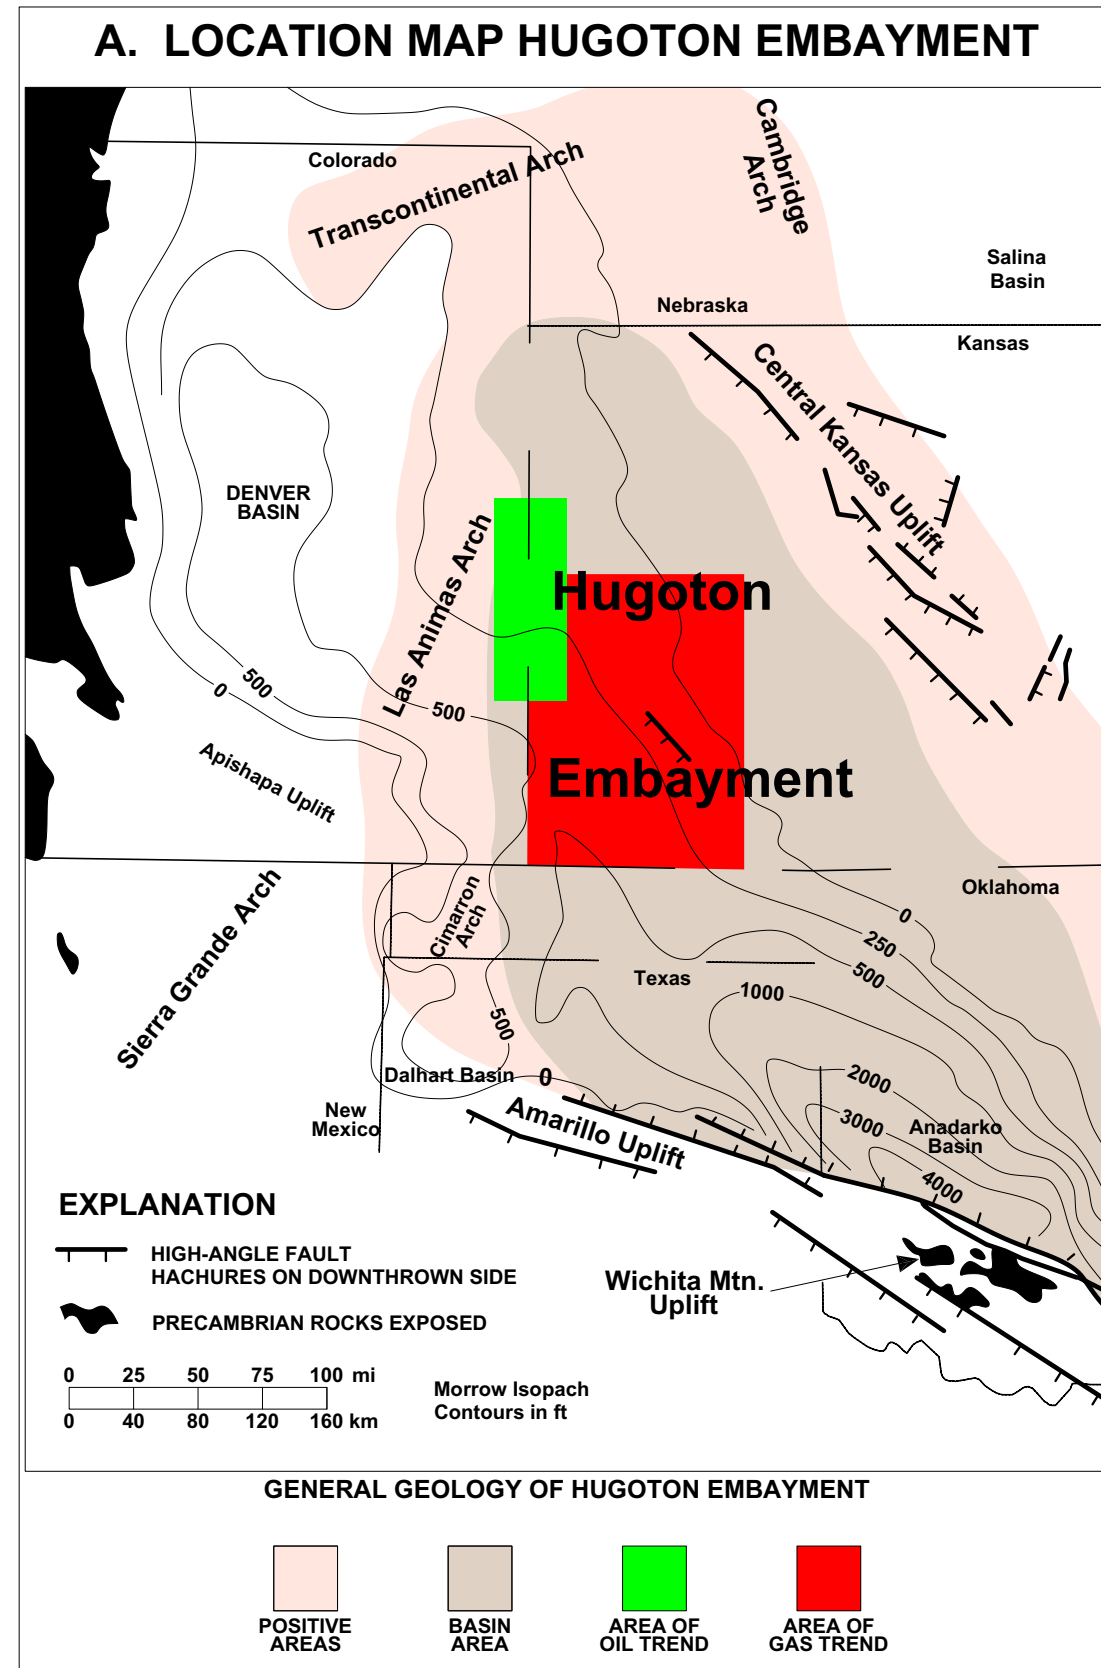 A. LOCATION MAP HUGOTON EMBAYMENT
Colorado
Transcontinental Arch
Cambridge
Arch
Salina
Basin
Nebraska
Kansas
Central Kansas Uplift
DENVER
BASIN
Las Animas Arch
Hugoton
500
0
500
Apishapa Uplift
Embayment
Sierra Grande Arch
Cimarron
Arch
Oklahoma
0
250
500
Texas
1000
500
Dalhart Basin
0
2000
3000
4000
New
Mexico
Amarillo Uplift
Anadarko
Basin
Wichita Mtn.
Uplift
EXPLANATION
HIGH-ANGLE FAULT
HACHURES ON DOWNTHROWN SIDE
PRECAMBRIAN ROCKS EXPOSED
0 25 50 75 100 mi
0 40 80 120 160 km
Morrow Isopach
Contours in ft
GENERAL GEOLOGY OF HUGOTON EMBAYMENT
POSITIVE
AREAS
BASIN
AREA
AREA OF
OIL TREND
AREA OF
GAS TREND